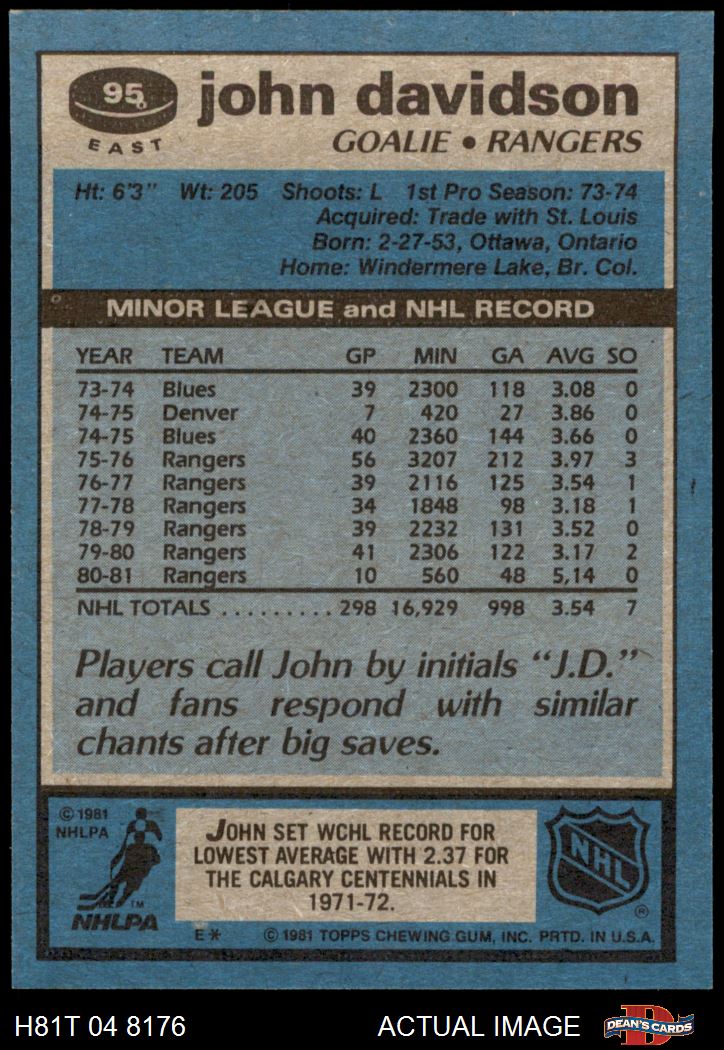 95
EAST
john davidson
GOALIE • RANGERS
Ht: 6'3" Wt: 205 Shoots: L 1st Pro Season: 73-74
Acquired: Trade with St. Louis
Born: 2-27-53, Ottawa, Ontario
Home: Windermere Lake, Br. Col.
MINOR LEAGUE and NHL RECORD
YEAR TEAM GP MIN GA AVG SO
73-74 Blues 39 2300 118 3.08 0
74-75 Denver 7 420 27 3.86 0
74-75 Blues 40 2360 144 3.66 0
75-76 Rangers 56 3207 212 3.97 3
76-77 Rangers 39 2116 125 3.54 1
77-78 Rangers 34 1848 98 3.18 1
78-79 Rangers 39 2232 131 3.52 0
79-80 Rangers 41 2306 122 3.17 2
80-81 Rangers 10 560 48 5.14 0
NHL TOTALS .......... 298 16,929 998 3.54 7
Players call John by initials "J.D."
and fans respond with similar
chants after big saves.
© 1981
NHLPA
TM
NHLPA
JOHN SET WCHL RECORD FOR
LOWEST AVERAGE WITH 2.37 FOR
THE CALGARY CENTENNIALS IN
1971-72.
NHL
®
E* © 1981 TOPPS CHEWING GUM, INC. PRTD. IN U.S.A.
H81T 04 8176 ACTUAL IMAGE
D
DEAN'S CARDS